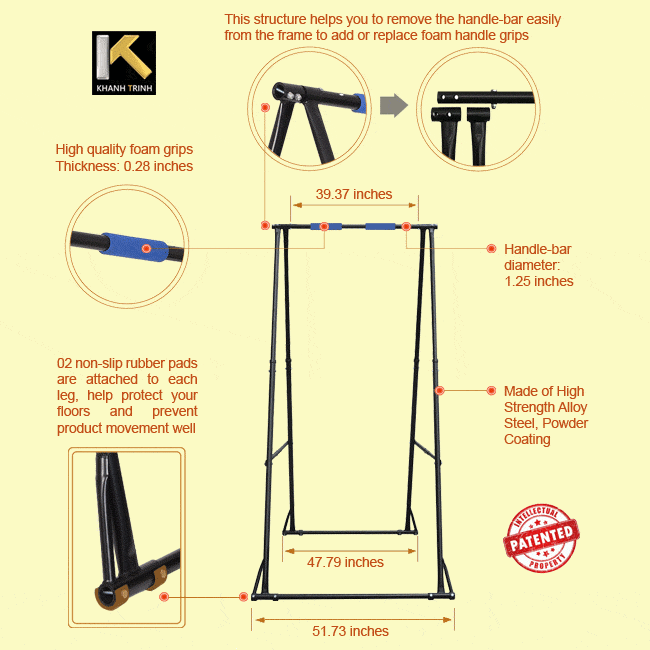 This structure helps you to remove the handle-bar easily
from the frame to add or replace foam handle grips
KHANH TRINH
High quality foam grips
Thickness: 0.28 inches
39.37 inches
Handle-bar
diameter:
1.25 inches
02 non-slip rubber pads
are attached to each
leg, help protect your
floors and prevent
product movement well
Made of High
Strength Alloy
Steel, Powder
Coating
INTELLECTUAL
PATENTED
PROPERTY
47.79 inches
51.73 inches